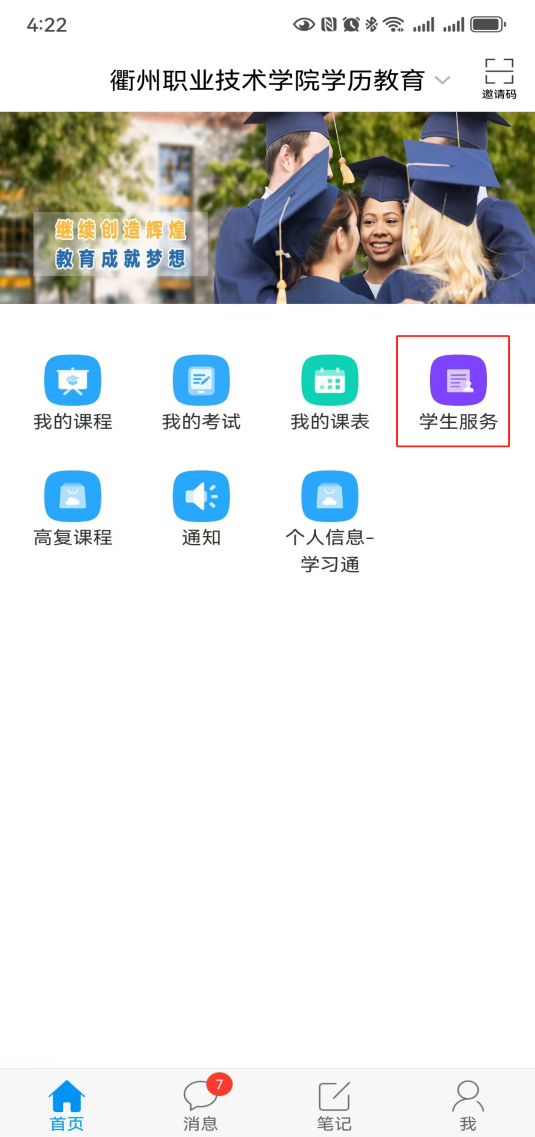 4:22
衢州职业技术学院学历教育
邀请码
继续创造辉煌
教育成就梦想
我的课程
我的考试
我的课表
学生服务
高复课程
通知
个人信息-
学习通
7
首页
消息
笔记
我